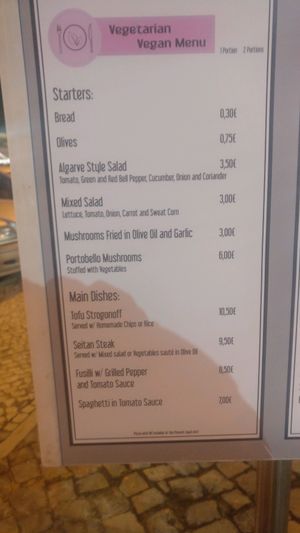 Vegetarian
Vegan Menu
1 Portion 2 Portions
Starters:
Bread 0,30€
Olives 0,75€
Algarve Style Salad 3,50€
Tomato, Green and Red Bell Pepper, Cucumber, Onion and Coriander
Mixed Salad 3,00€
Lettuce, Tomato, Onion, Carrot and Sweat Corn
Mushrooms Fried in Olive Oil and Garlic 3,00€
Portobello Mushrooms 6,00€
Stuffed with Vegetables
Main Dishes:
Tofu Strogonoff 10,50€
Served w/ Homemade Chips or Rice
Seitan Steak 9,50€
Served w/ Mixed salad or Vegetables sauté in Olive Oil
Fusilli w/ Grilled Pepper 8,50€
and Tomato Sauce
Spaghetti in Tomato Sauce 7,00€